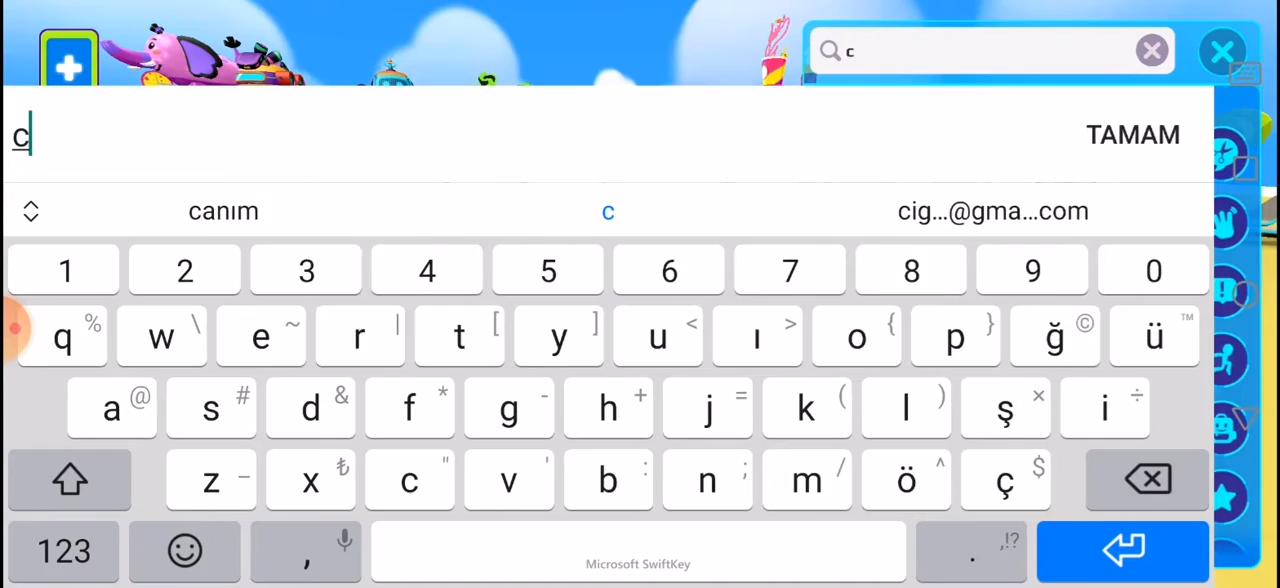 c
c
TAMAM
canım c cig...@gma...com
1 2 3 4 5 6 7 8 9 0
q % w \ e ~ r | t [ y ] u < ı > o { p } ğ © ü ™
a @ s # d & f * g - h + j = k ( l ) ş × i ÷
z _ x ₺ c " v ' b : n ; m / ö ^ ç $
123 , Microsoft SwiftKey . ,!?